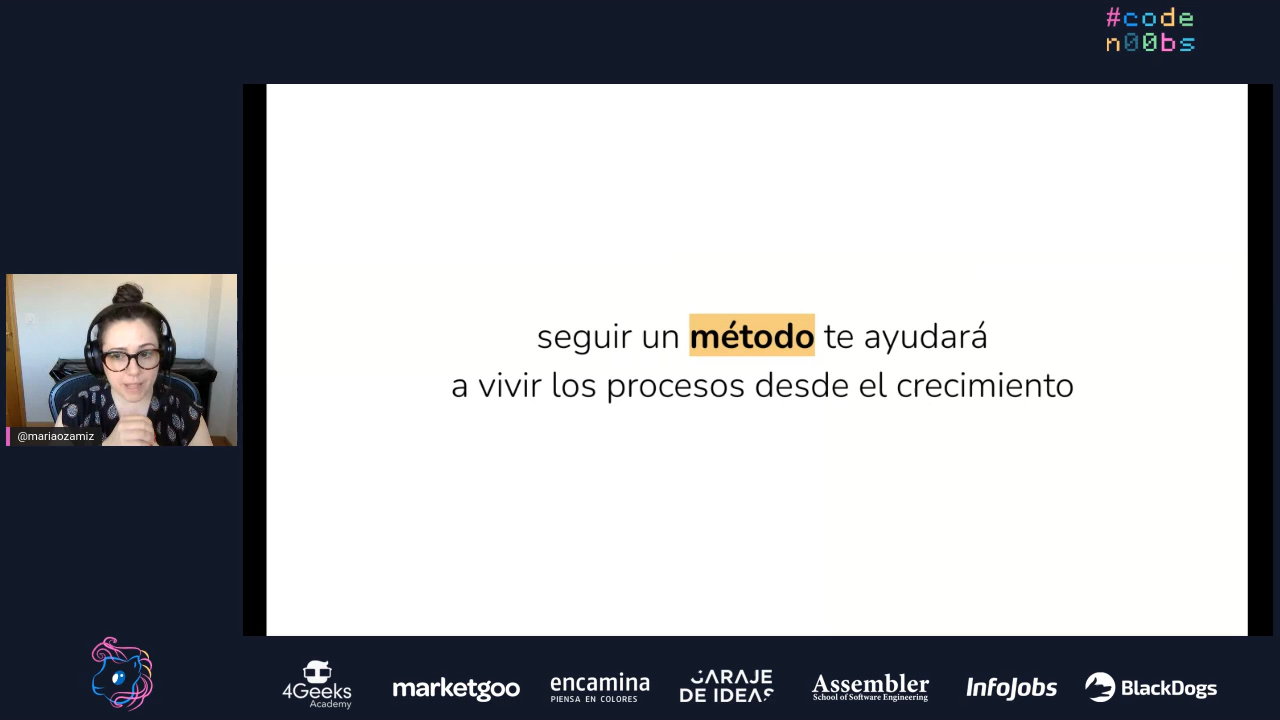 #code
n00bs
seguir un método te ayudará
a vivir los procesos desde el crecimiento
@mariaozamiz
4Geeks
Academy
marketgoo
encamina
PIENSA EN COLORES
GARAJE
DE IDEAS
Assembler
School of Software Engineering
InfoJobs
BlackDogs